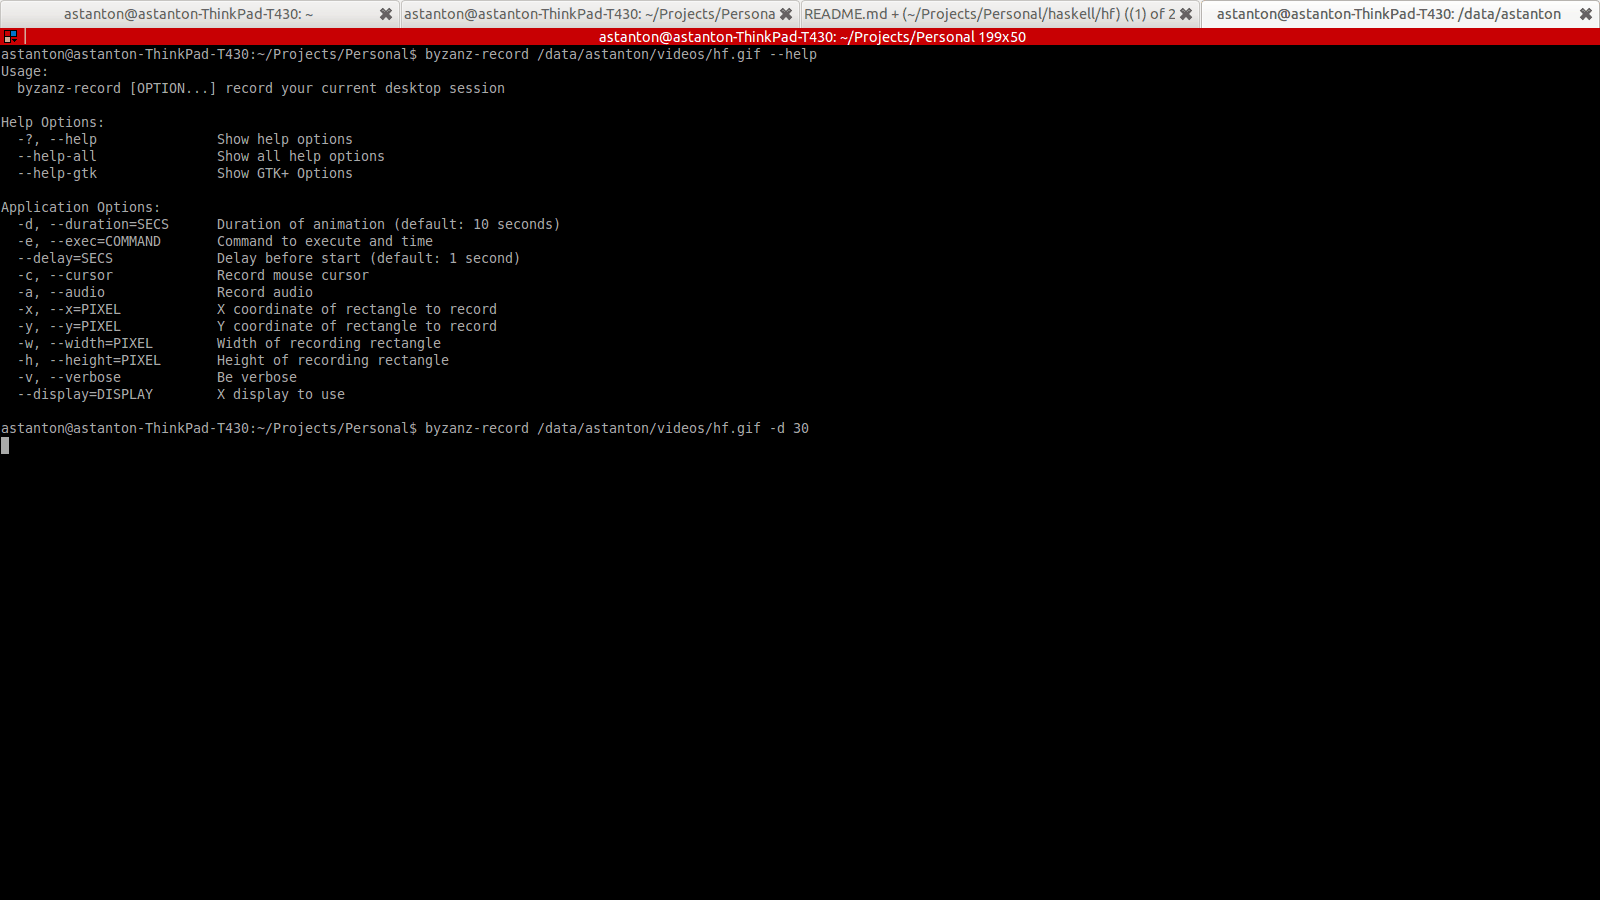 astanton@astanton-ThinkPad-T430: ~
astanton@astanton-ThinkPad-T430: ~/Projects/Persona
README.md + (~/Projects/Personal/haskell/hf) ((1) of 2
astanton@astanton-ThinkPad-T430: /data/astanton
astanton@astanton-ThinkPad-T430: ~/Projects/Personal 199x50
astanton@astanton-ThinkPad-T430:~/Projects/Personal$ byzanz-record /data/astanton/videos/hf.gif --help
Usage:
  byzanz-record [OPTION...] record your current desktop session

Help Options:
  -?, --help               Show help options
  --help-all               Show all help options
  --help-gtk               Show GTK+ Options

Application Options:
  -d, --duration=SECS      Duration of animation (default: 10 seconds)
  -e, --exec=COMMAND       Command to execute and time
  --delay=SECS             Delay before start (default: 1 second)
  -c, --cursor             Record mouse cursor
  -a, --audio              Record audio
  -x, --x=PIXEL            X coordinate of rectangle to record
  -y, --y=PIXEL            Y coordinate of rectangle to record
  -w, --width=PIXEL        Width of recording rectangle
  -h, --height=PIXEL       Height of recording rectangle
  -v, --verbose            Be verbose
  --display=DISPLAY        X display to use

astanton@astanton-ThinkPad-T430:~/Projects/Personal$ byzanz-record /data/astanton/videos/hf.gif -d 30